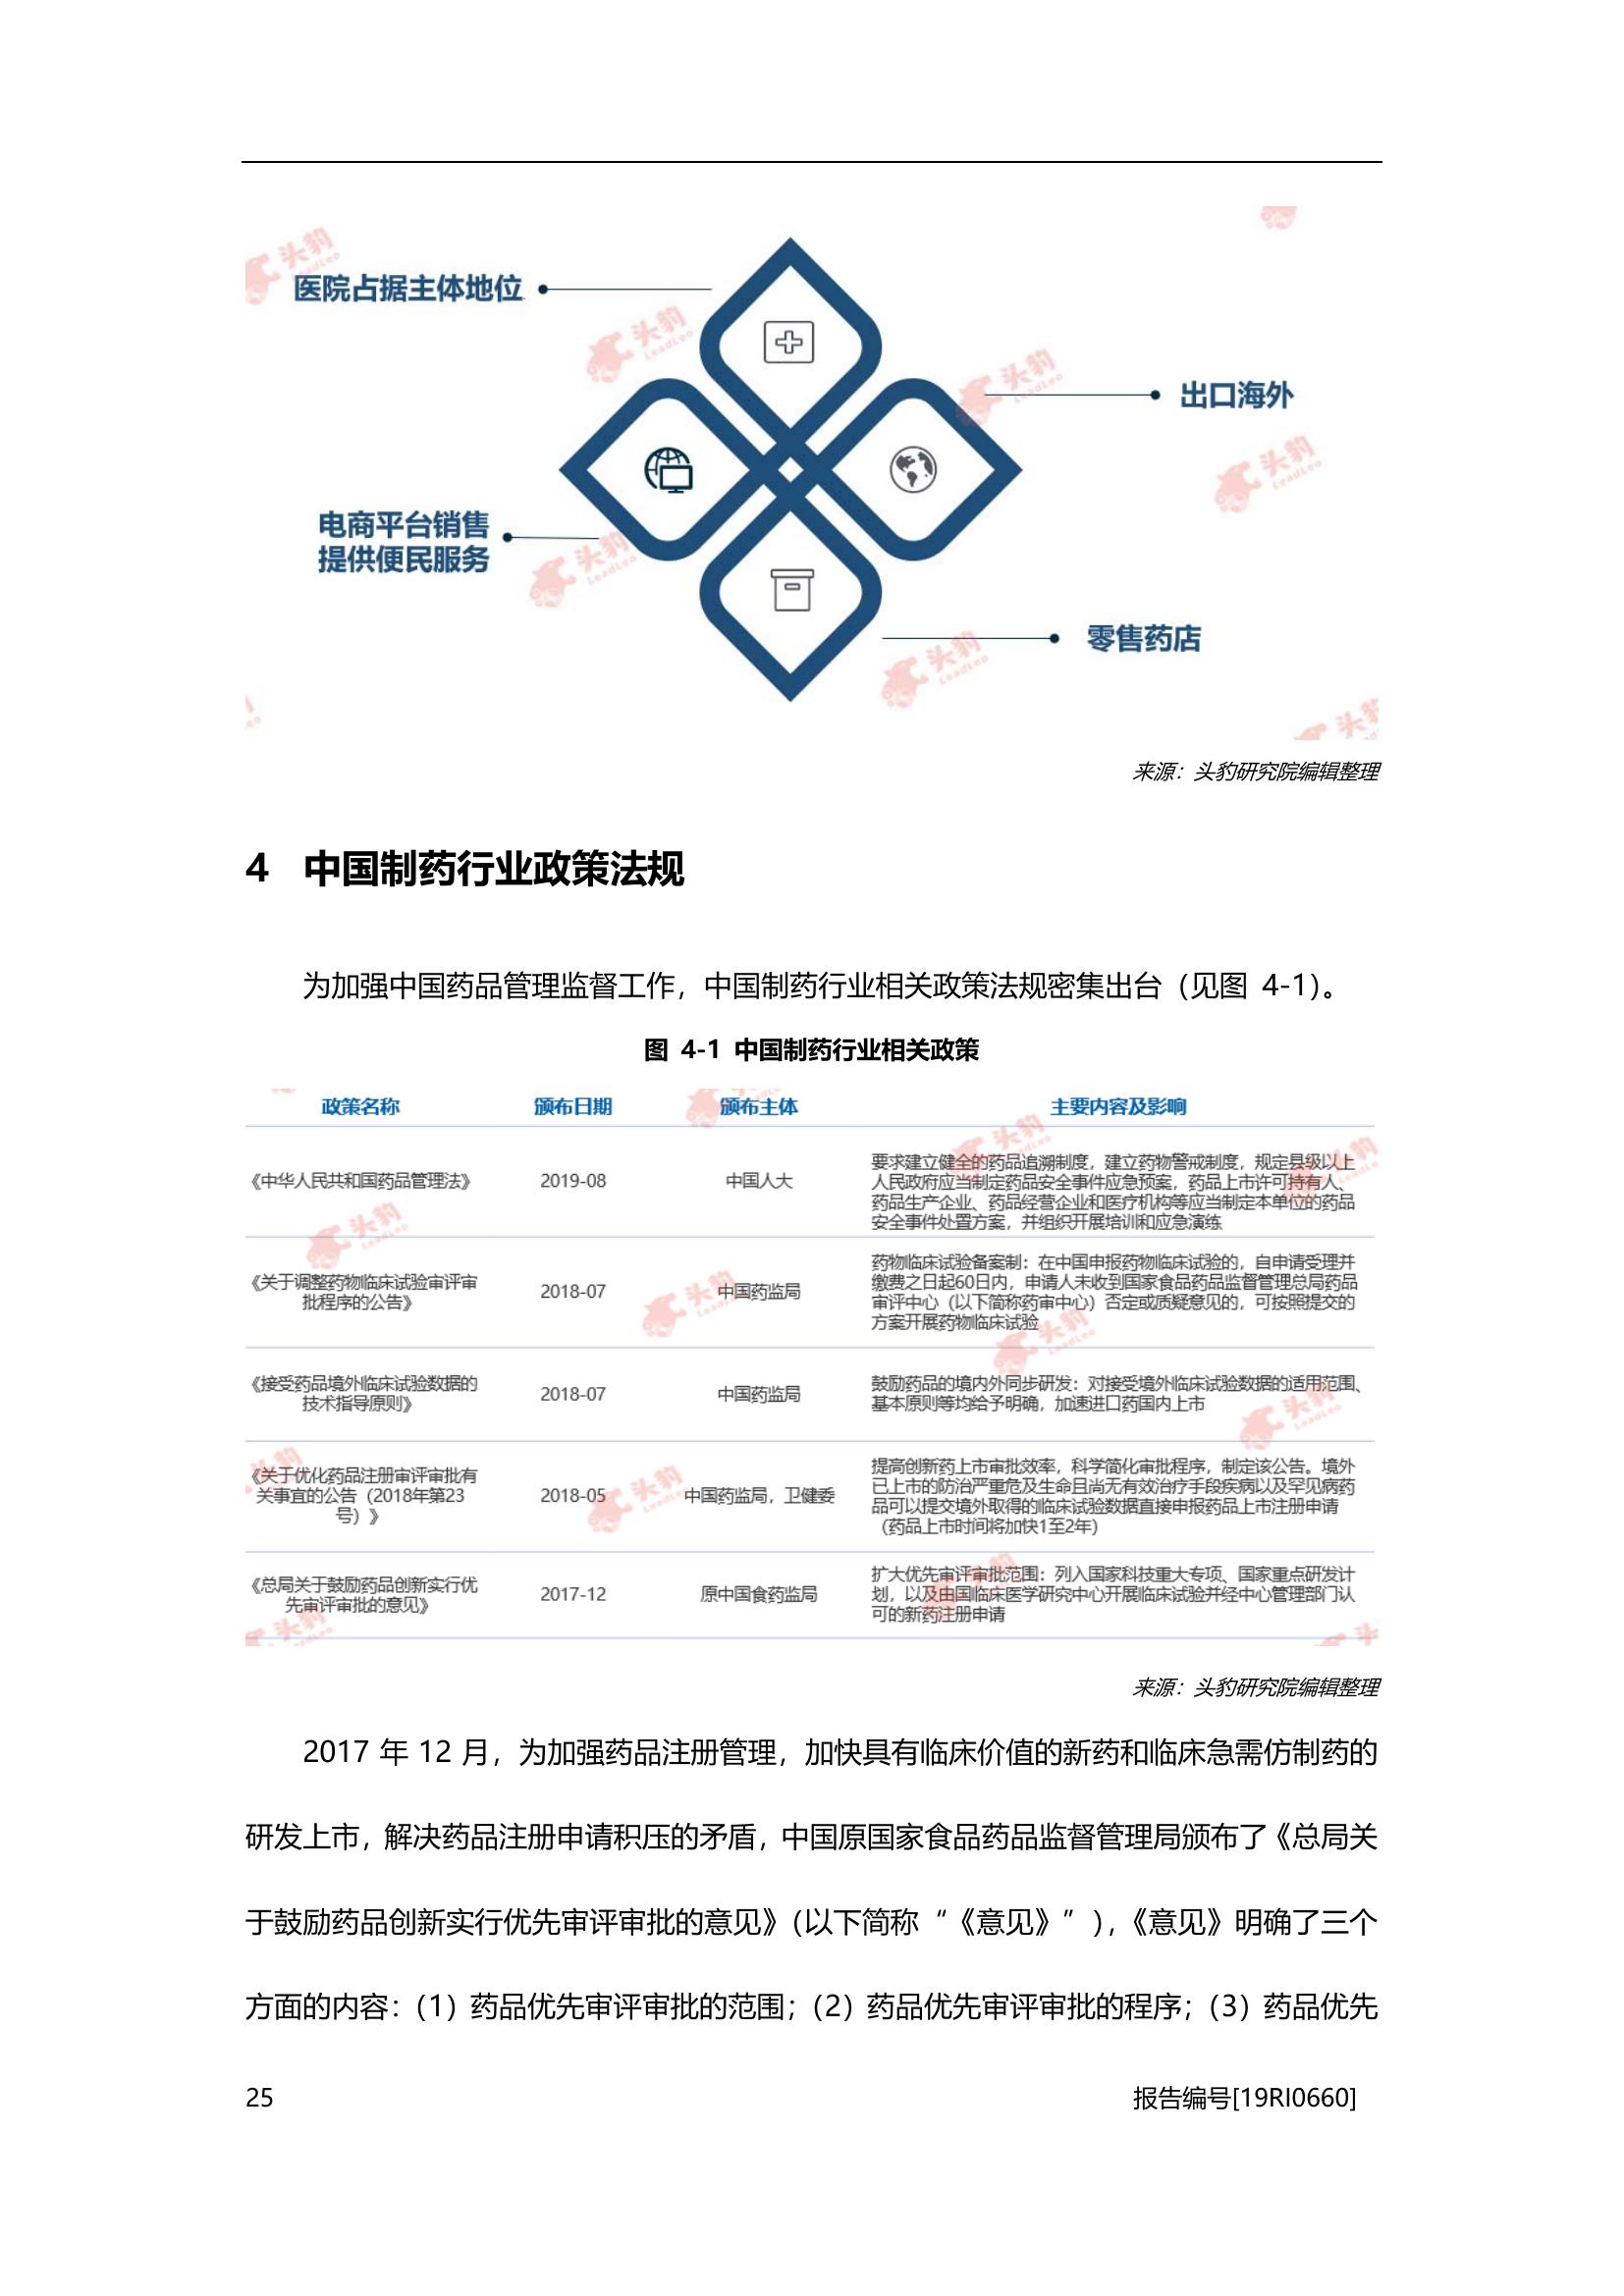 医院占据主体地位
出口海外
电商平台销售
提供便民服务
零售药店
来源：头豹研究院编辑整理
4 中国制药行业政策法规
为加强中国药品管理监督工作，中国制药行业相关政策法规密集出台（见图 4-1）。
图 4-1 中国制药行业相关政策
政策名称 颁布日期 颁布主体 主要内容及影响
《中华人民共和国药品管理法》 2019-08 中国人大
要求建立健全的药品追溯制度，建立药物警戒制度，规定县级以上
人民政府应当制定药品安全事件应急预案，药品上市许可持有人、
药品生产企业、药品经营企业和医疗机构等应当制定本单位的药品
安全事件处置方案，并组织开展培训和应急演练
《关于调整药物临床试验审评审
批程序的公告》
2018-07 中国药监局
药物临床试验备案制：在中国申报药物临床试验的，自申请受理并
缴费之日起60日内，申请人未收到国家食品药品监督管理总局药品
审评中心（以下简称药审中心）否定或质疑意见的，可按照提交的
方案开展药物临床试验
《接受药品境外临床试验数据的
技术指导原则》
2018-07 中国药监局
鼓励药品的境内外同步研发：对接受境外临床试验数据的适用范围、
基本原则等均给予明确，加速进口药国内上市
《关于优化药品注册审评审批有
关事宜的公告（2018年第23
号）》
2018-05 中国药监局，卫健委
提高创新药上市审批效率，科学简化审批程序，制定该公告。境外
已上市的防治严重危及生命且尚无有效治疗手段疾病以及罕见病药
品可以提交境外取得的临床试验数据直接申报药品上市注册申请
（药品上市时间将加快1至2年）
《总局关于鼓励药品创新实行优
先审评审批的意见》
2017-12 原中国食药监局
扩大优先审评审批范围：列入国家科技重大专项、国家重点研发计
划，以及由国临床医学研究中心开展临床试验并经中心管理部门认
可的新药注册申请
来源：头豹研究院编辑整理
2017 年 12 月，为加强药品注册管理，加快具有临床价值的新药和临床急需仿制药的
研发上市，解决药品注册申请积压的矛盾，中国原国家食品药品监督管理局颁布了《总局关
于鼓励药品创新实行优先审评审批的意见》（以下简称“《意见》”），《意见》明确了三个
方面的内容：（1）药品优先审评审批的范围；（2）药品优先审评审批的程序；（3）药品优先
25 报告编号[19RI0660]